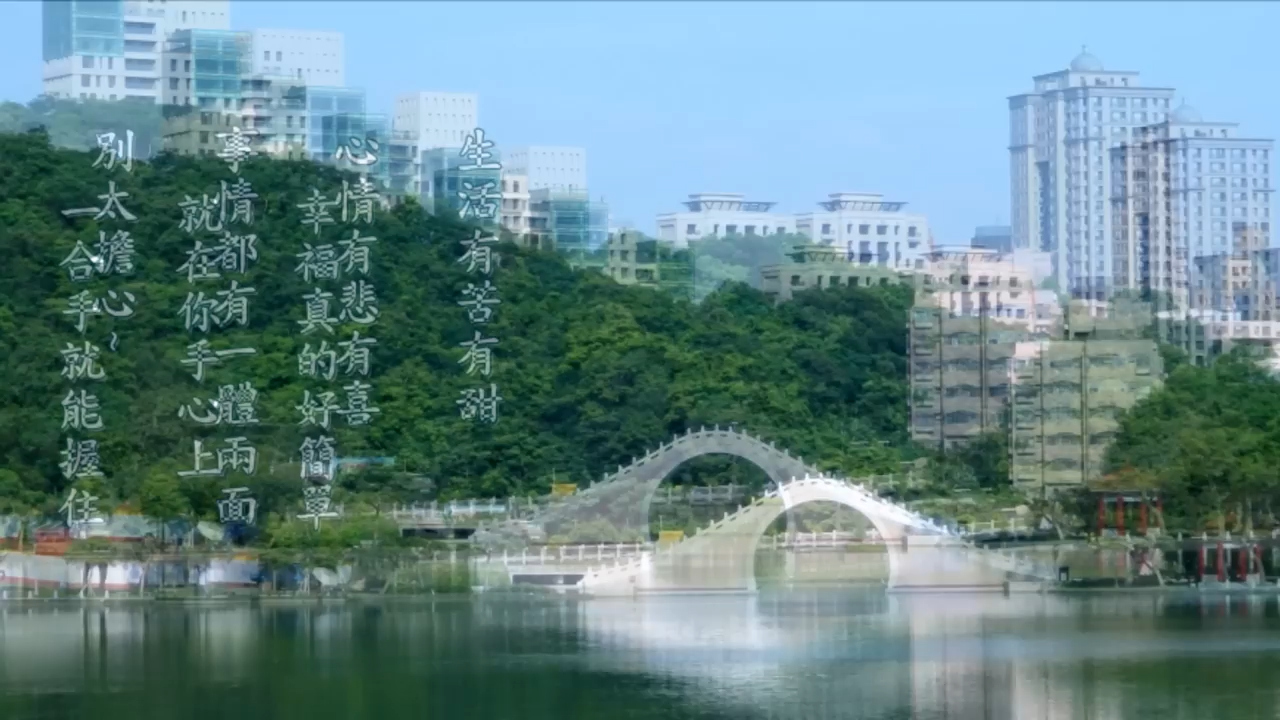 生活有苦有甜
心情有悲有喜
幸福真的好簡單
事情都有一體兩面
就在你手心上
別太擔心~
一合手就能握住